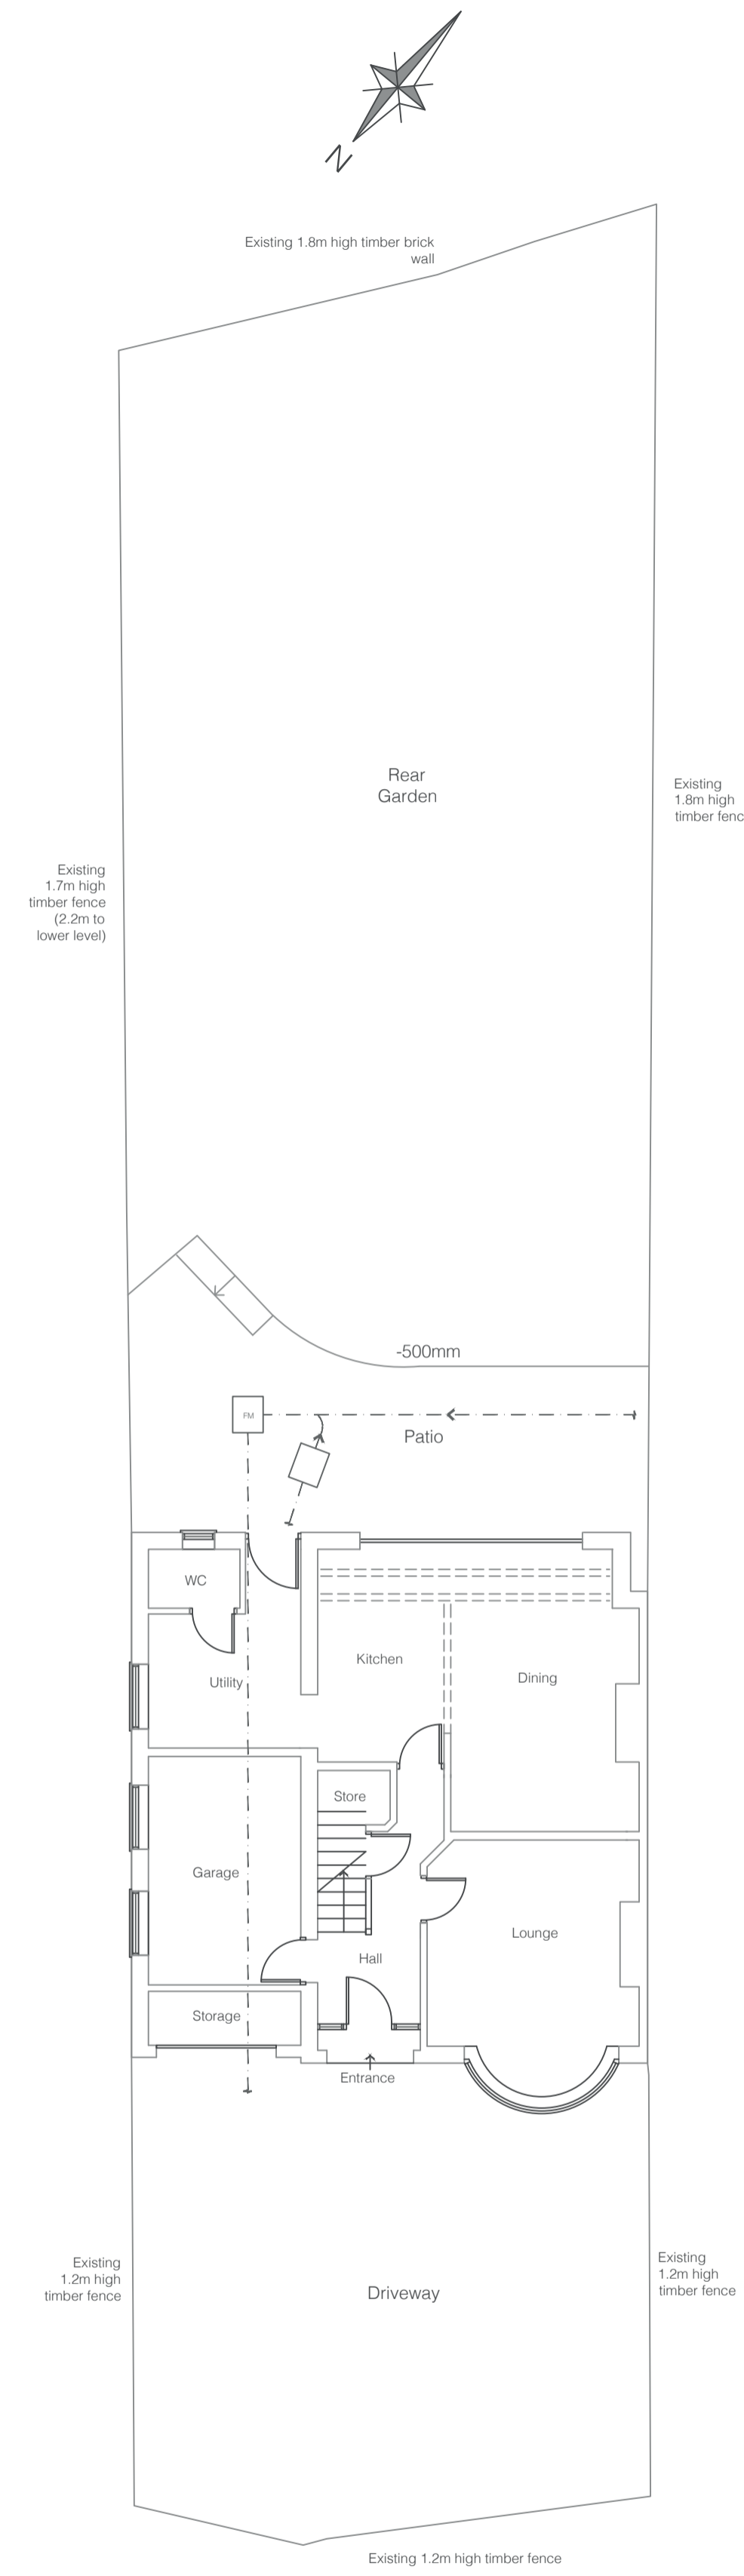 N
Existing 1.8m high timber brick
wall
Rear
Garden
Existing
1.8m high
timber fenc
Existing
1.7m high
timber fence
(2.2m to
lower level)
-500mm
FM
Patio
WC
Kitchen
Dining
Utility
Store
Garage
Lounge
Hall
Storage
Entrance
Existing
1.2m high
timber fence
Existing
1.2m high
timber fence
Driveway
Existing 1.2m high timber fence